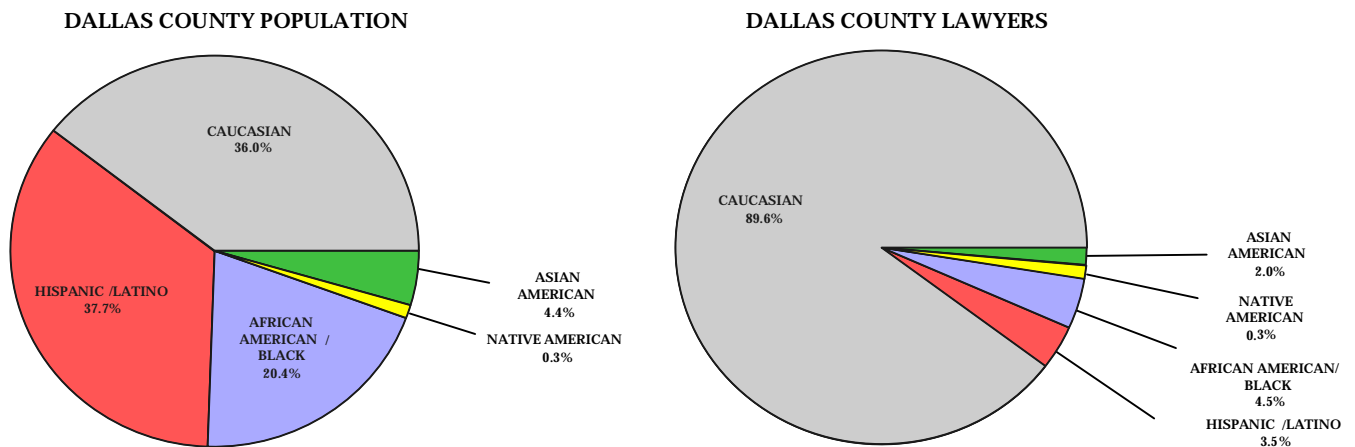 DALLAS COUNTY POPULATION
CAUCASIAN
36.0%
HISPANIC /LATINO
37.7%
AFRICAN
AMERICAN /
BLACK
20.4%
ASIAN
AMERICAN
4.4%
NATIVE AMERICAN
0.3%
DALLAS COUNTY LAWYERS
CAUCASIAN
89.6%
ASIAN
AMERICAN
2.0%
NATIVE
AMERICAN
0.3%
AFRICAN AMERICAN/
BLACK
4.5%
HISPANIC /LATINO
3.5%